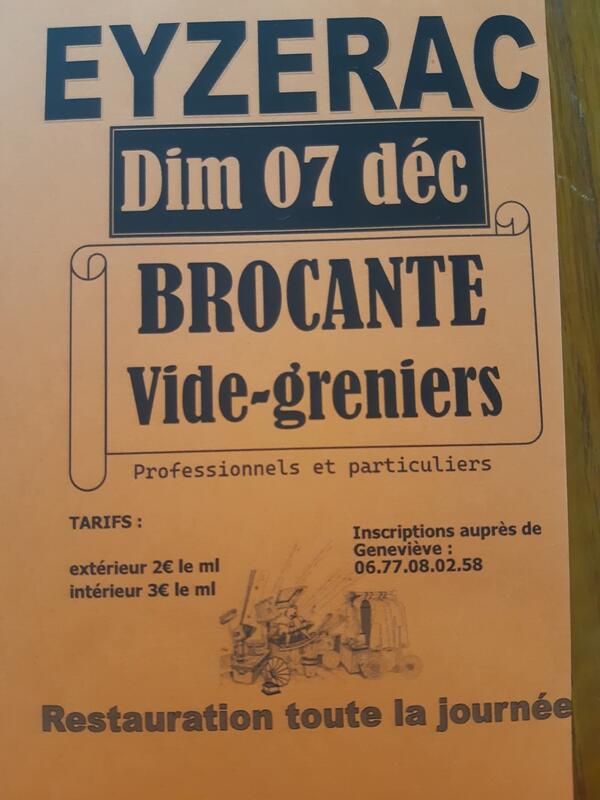 EYZERAC
Dim 07 déc
BROCANTE
Vide-greniers
Professionnels et particuliers
TARIFS :
extérieur 2€ le ml
intérieur 3€ le ml
Inscriptions auprès de
Geneviève :
06.77.08.02.58
Restauration toute la journée